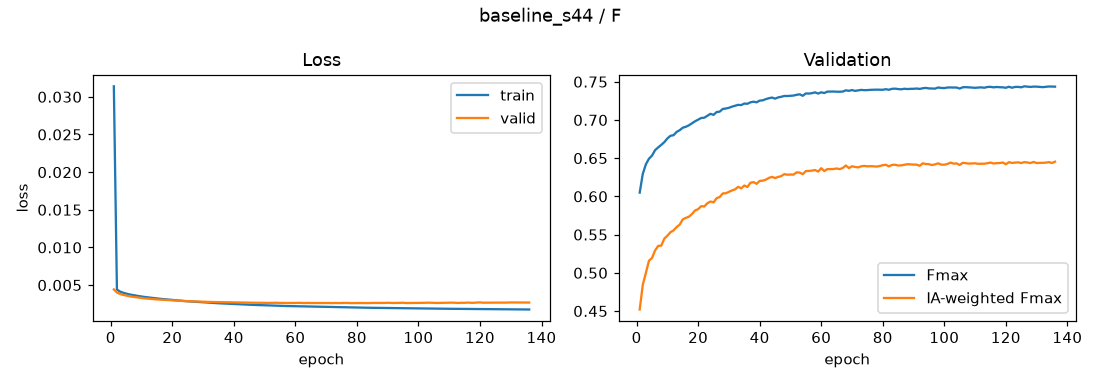 baseline_s44 / F
Loss
loss
0.030
0.025
0.020
0.015
0.010
0.005
0 20 40 60 80 100 120 140
epoch
train
valid
Validation
0.75
0.70
0.65
0.60
0.55
0.50
0.45
0 20 40 60 80 100 120 140
epoch
Fmax
IA-weighted Fmax